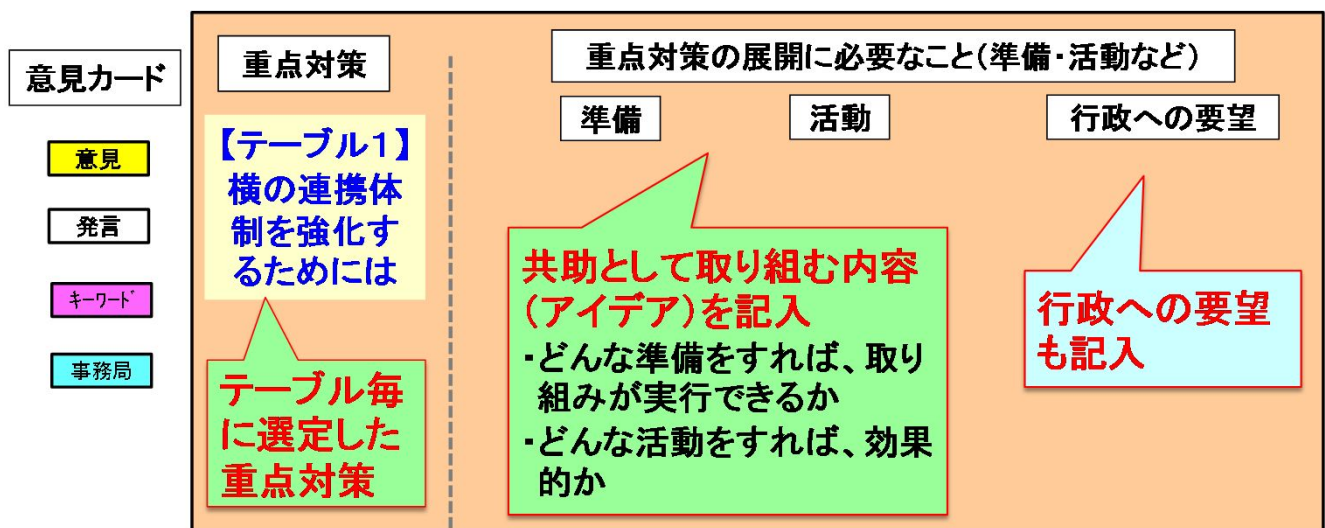 意見カード
意見
発言
キーワード
事務局
重点対策
【テーブル1】
横の連携体
制を強化す
るためには
テーブル毎
に選定した
重点対策
重点対策の展開に必要なこと(準備・活動など)
準備
活動
行政への要望
共助として取り組む内容
(アイデア)を記入
・どんな準備をすれば、取り
組みが実行できるか
・どんな活動をすれば、効果
的か
行政への要望
も記入